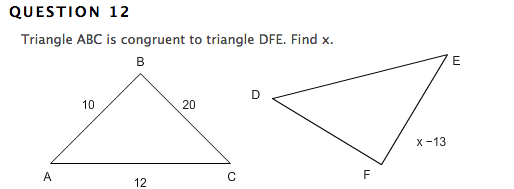 QUESTION 12
Triangle ABC is congruent to triangle DFE. Find x.
B
E
D
10
20
x -13
A
C
F
12